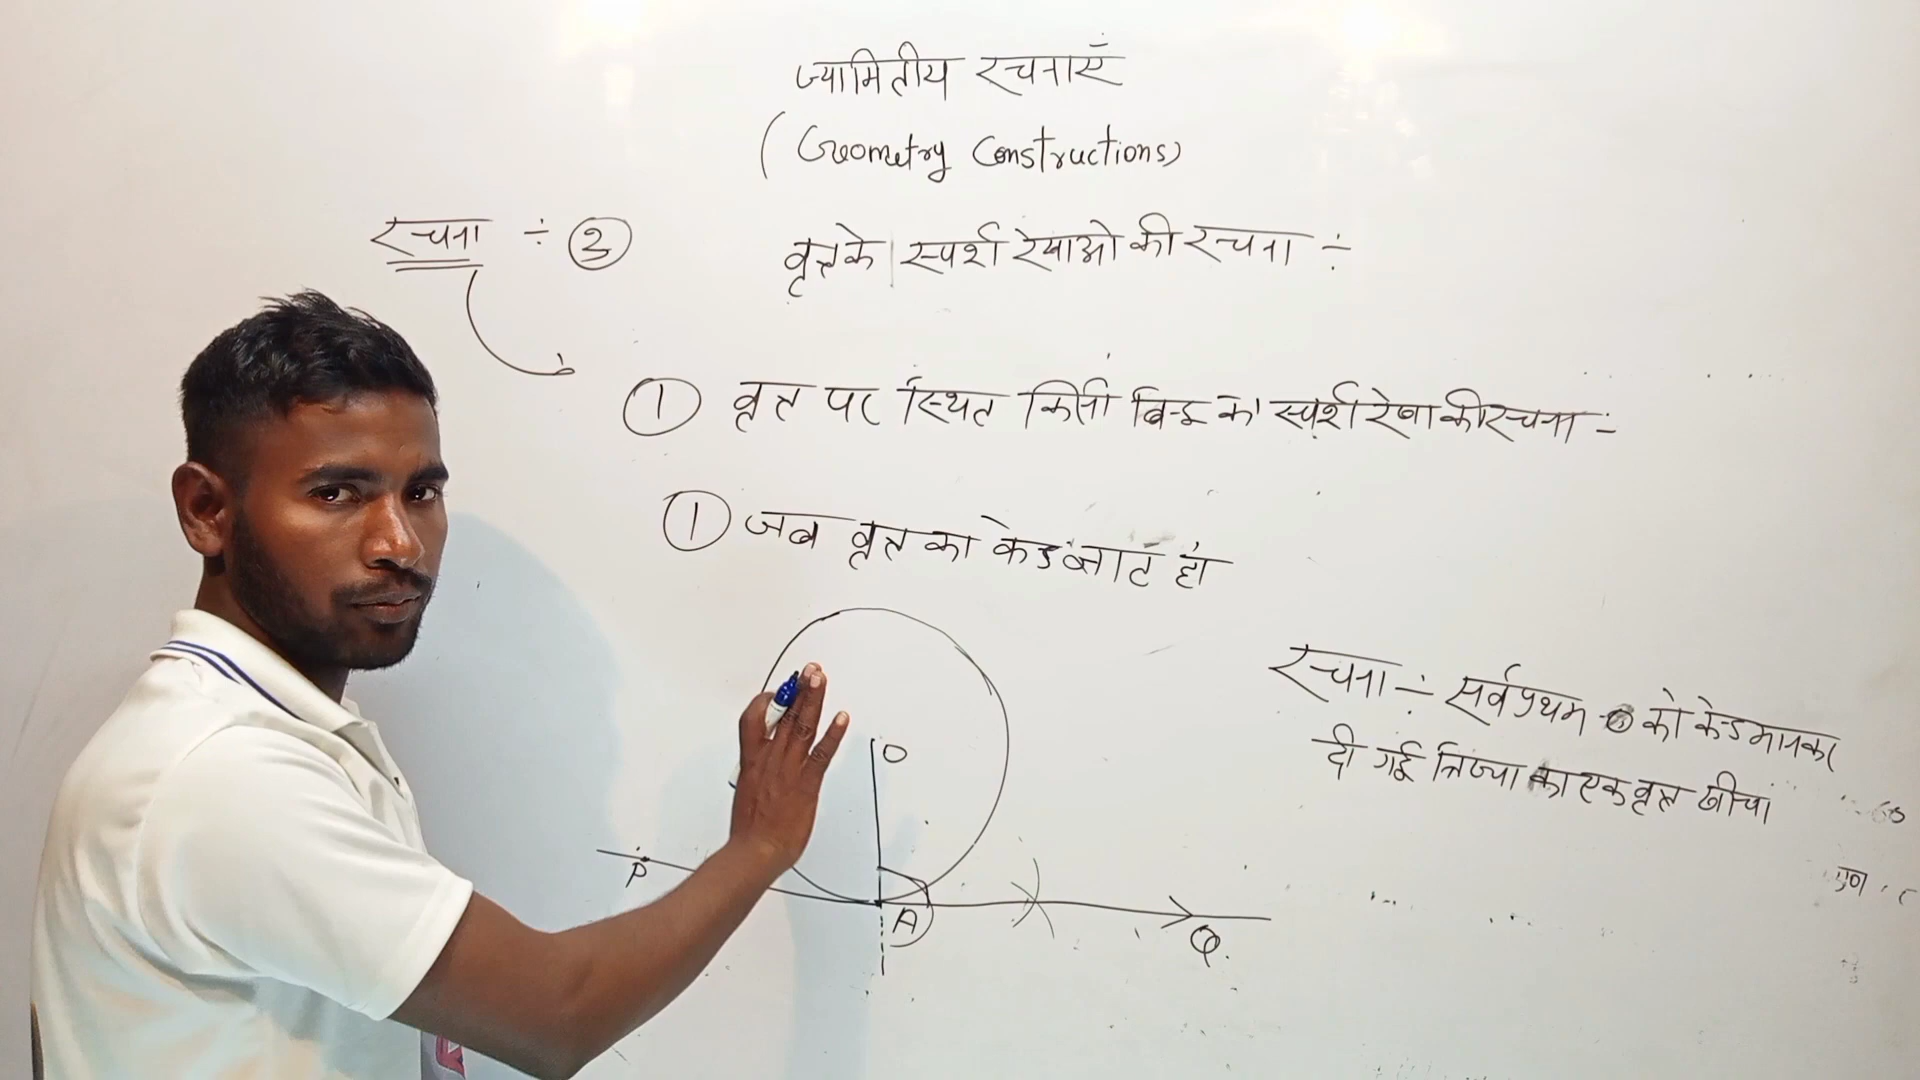 ज्यामितीय रचनाएँ
(Geometry Constructions)
रचना ÷ ②
वृत्त के स्पर्श रेखाओ की रचना ÷
① वृत्त पर स्थित किसी बिन्दु का स्पर्श रेखा की रचना :-
① जब वृत्त का केन्द्र ज्ञात हो
रचना ÷ सर्वप्रथम O को केन्द्र मानकर
दी गई त्रिज्या का एक वृत्त खीचा
O
P
A
Q.